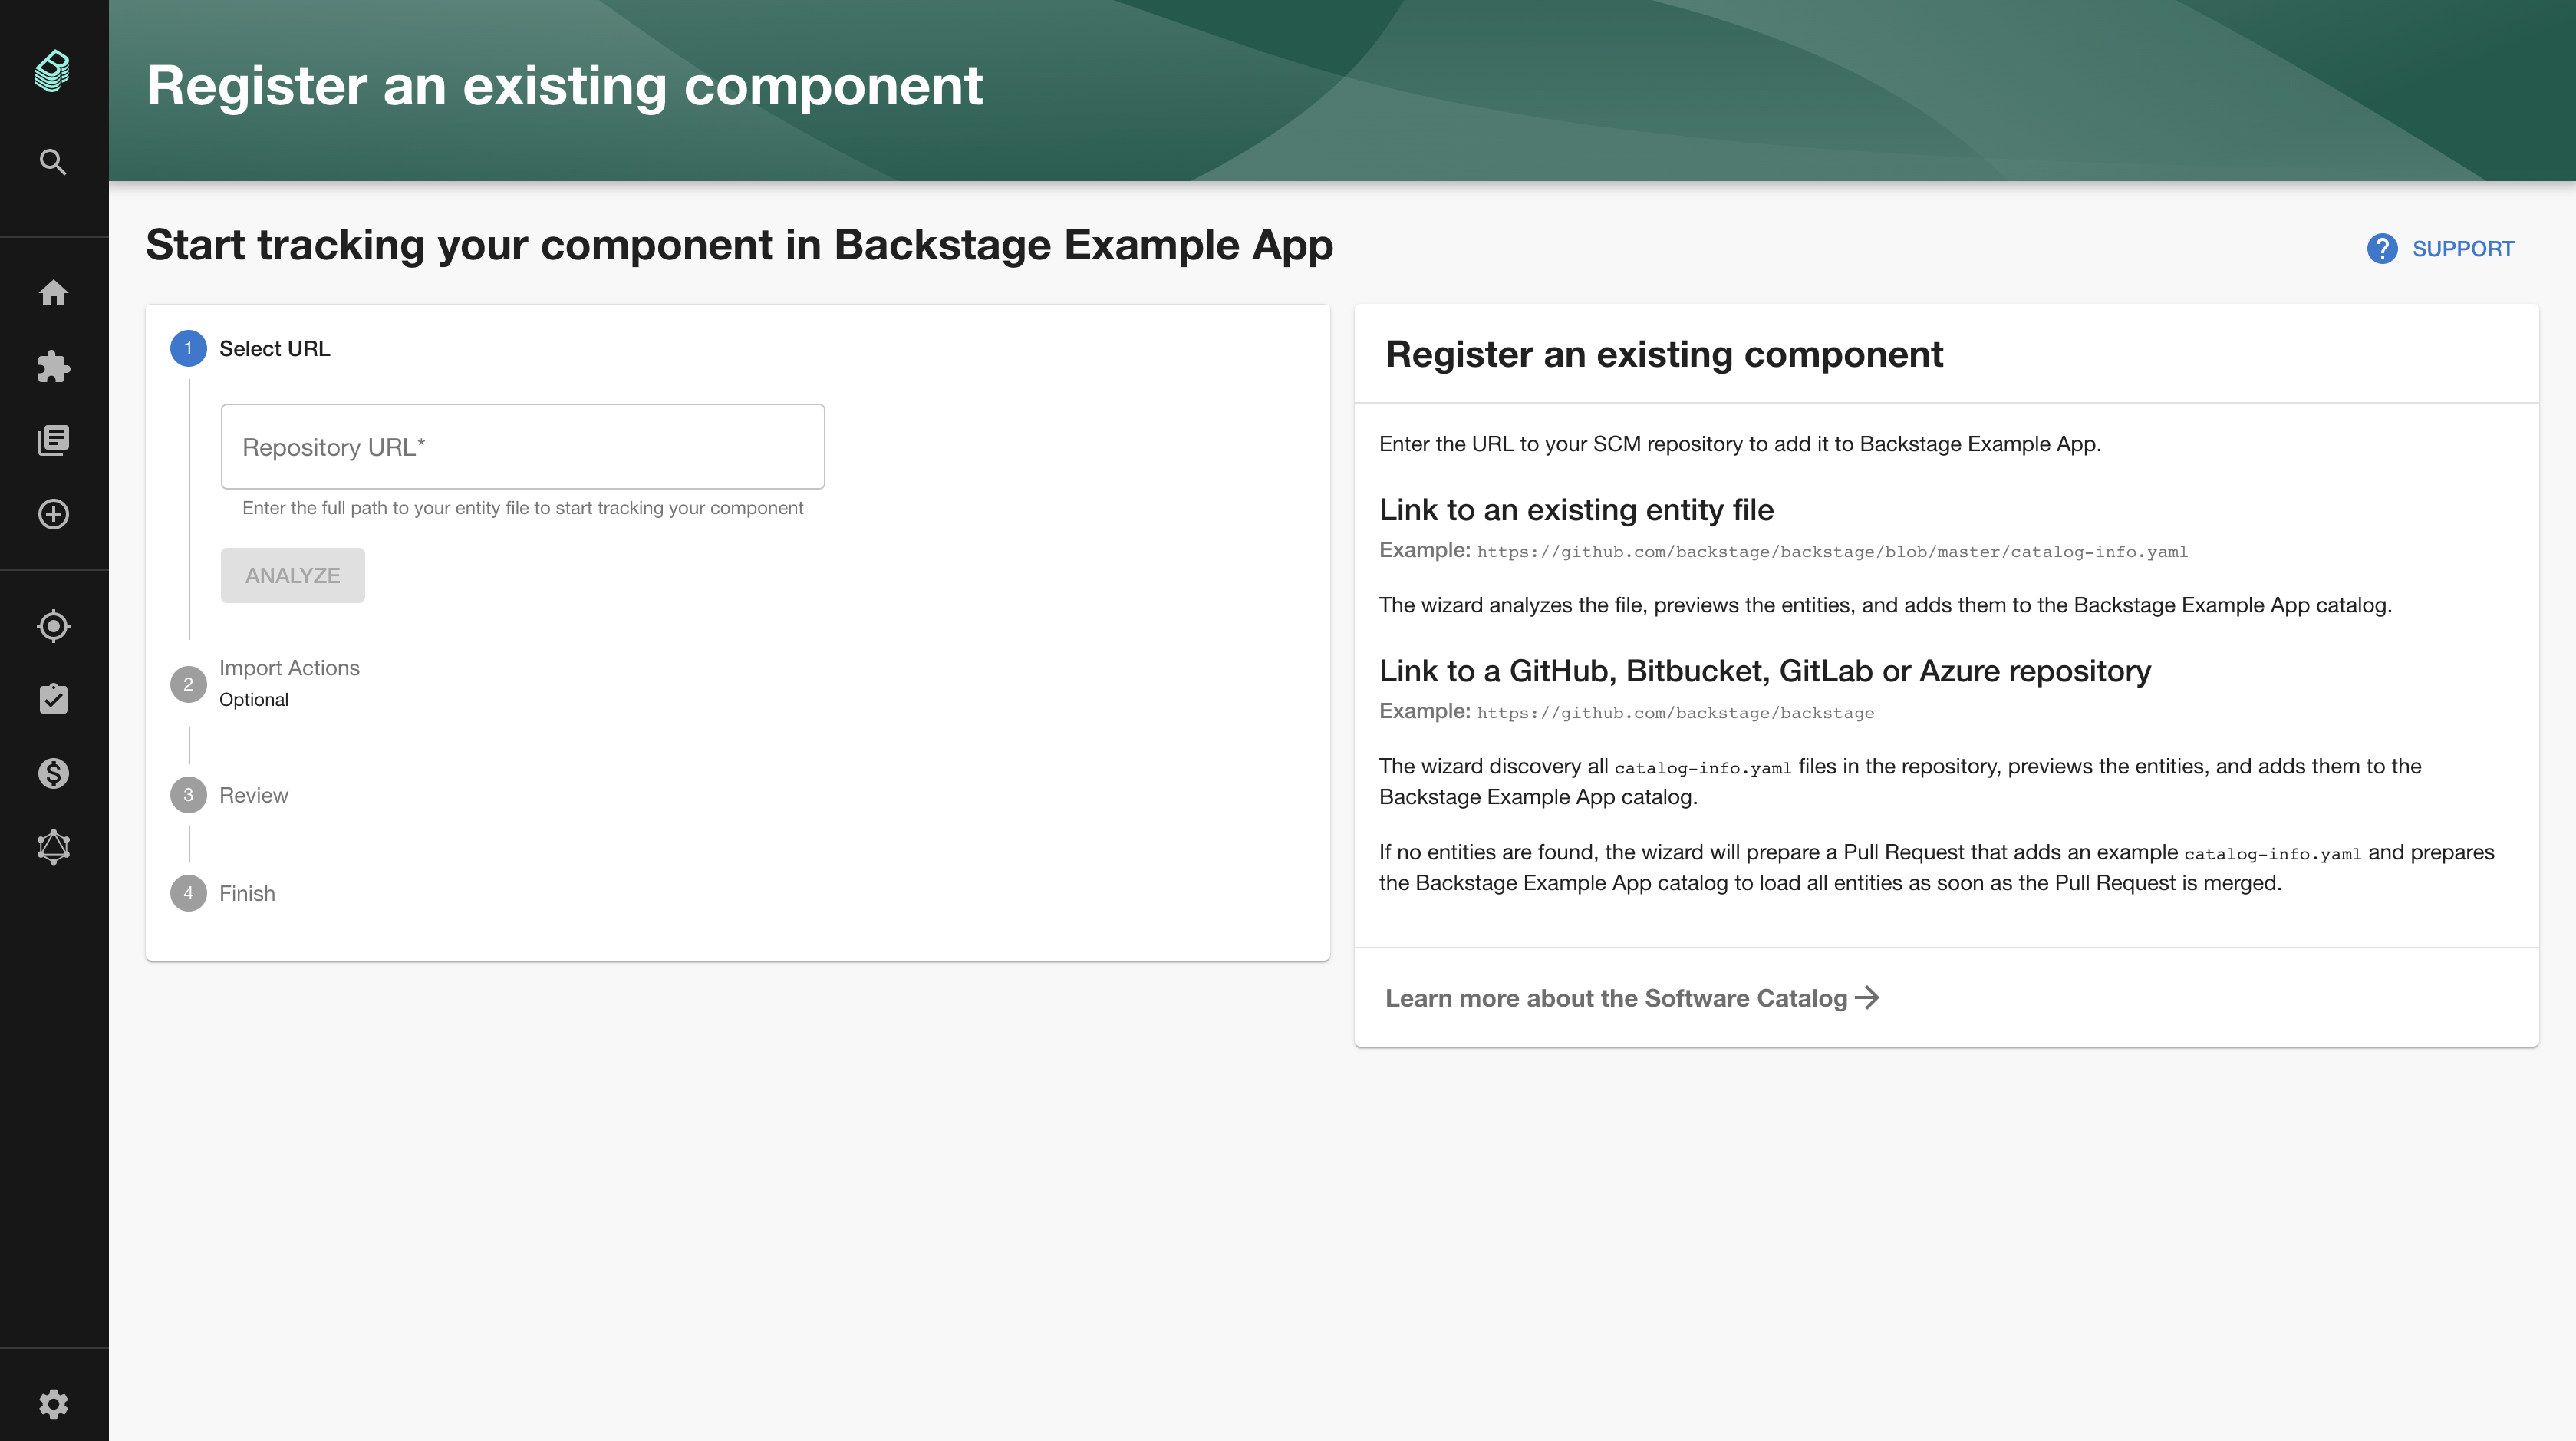 Register an existing component
Start tracking your component in Backstage Example App
SUPPORT
1 Select URL
Repository URL*
Enter the full path to your entity file to start tracking your component
ANALYZE
2 Import Actions
Optional
3 Review
4 Finish
Register an existing component
Enter the URL to your SCM repository to add it to Backstage Example App.
Link to an existing entity file
Example: https://github.com/backstage/backstage/blob/master/catalog-info.yaml
The wizard analyzes the file, previews the entities, and adds them to the Backstage Example App catalog.
Link to a GitHub, Bitbucket, GitLab or Azure repository
Example: https://github.com/backstage/backstage
The wizard discovery all catalog-info.yaml files in the repository, previews the entities, and adds them to the
Backstage Example App catalog.
If no entities are found, the wizard will prepare a Pull Request that adds an example catalog-info.yaml and prepares
the Backstage Example App catalog to load all entities as soon as the Pull Request is merged.
Learn more about the Software Catalog